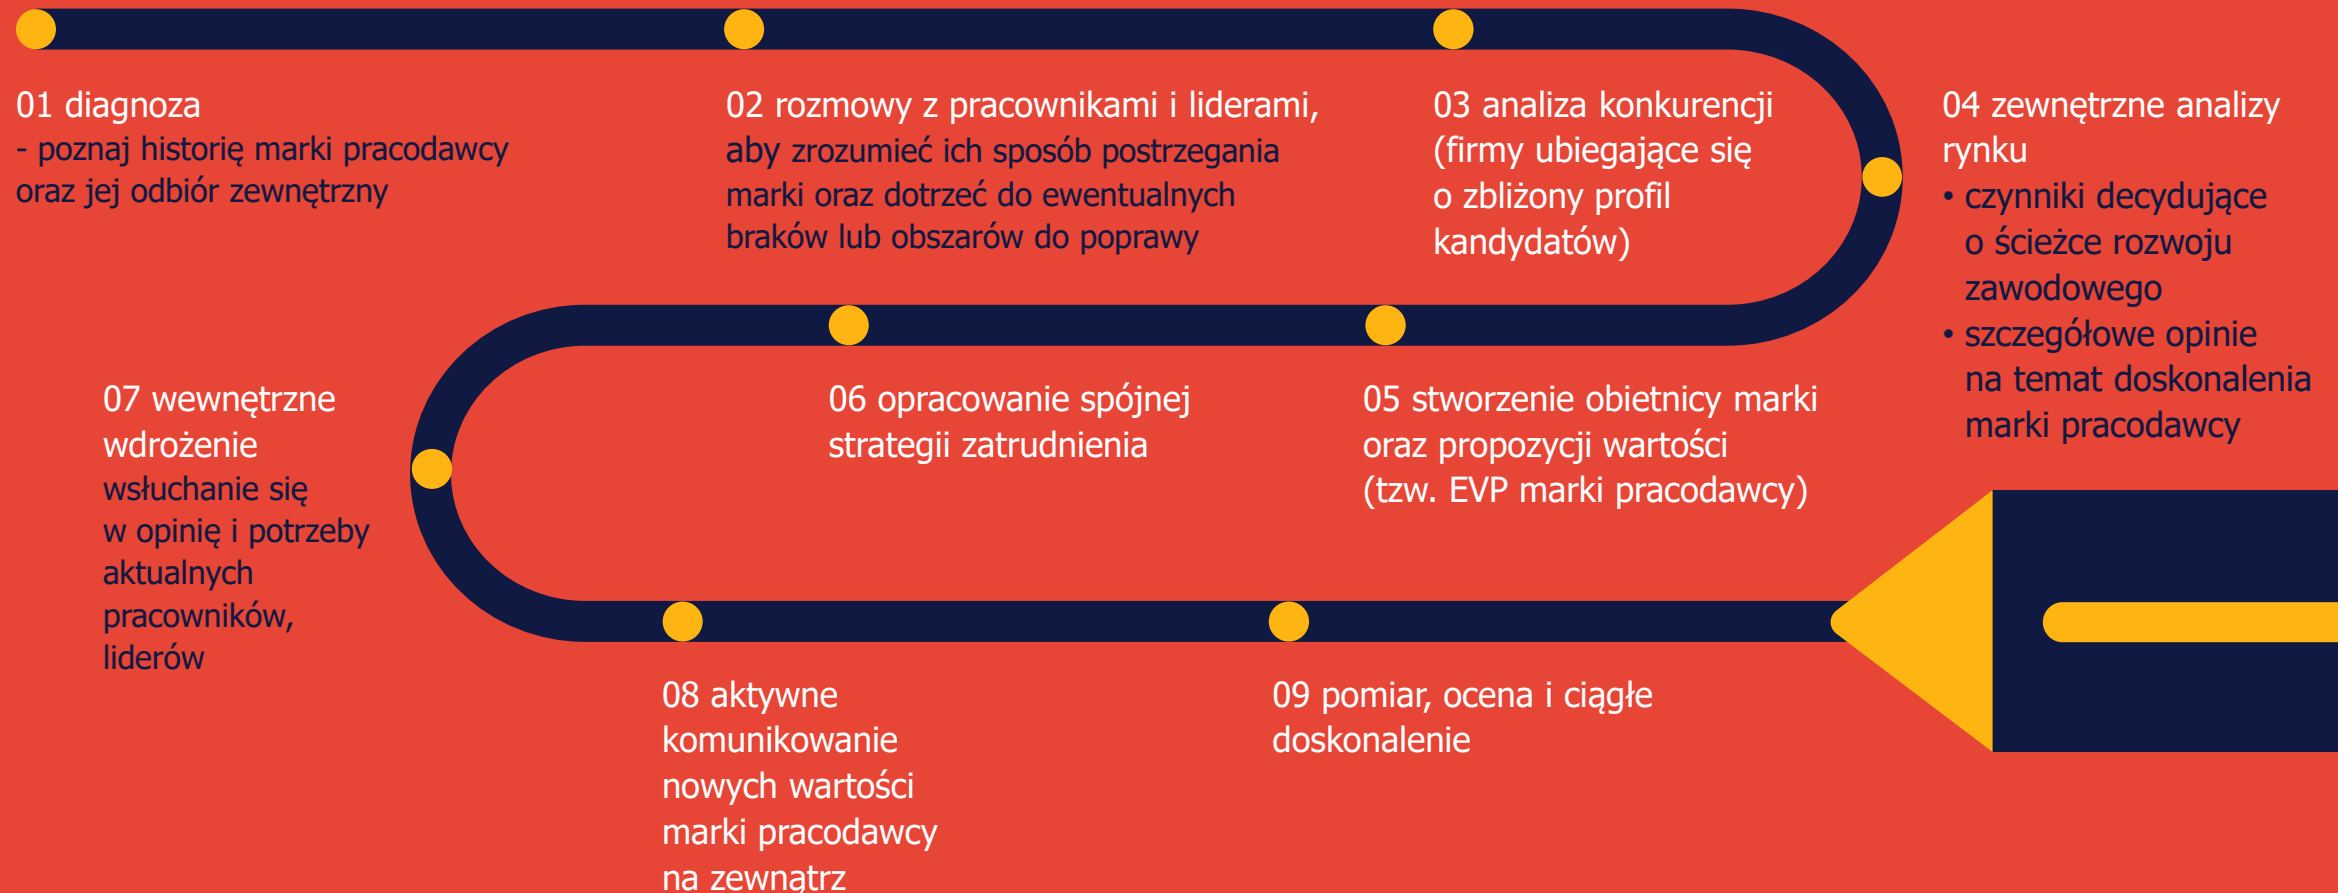 01 diagnoza
- poznaj historię marki pracodawcy
oraz jej odbiór zewnętrzny
02 rozmowy z pracownikami i liderami,
aby zrozumieć ich sposób postrzegania
marki oraz dotrzeć do ewentualnych
braków lub obszarów do poprawy
03 analiza konkurencji
(firmy ubiegające się
o zbliżony profil
kandydatów)
04 zewnętrzne analizy
rynku
• czynniki decydujące
o ścieżce rozwoju
zawodowego
• szczegółowe opinie
na temat doskonalenia
marki pracodawcy
05 stworzenie obietnicy marki
oraz propozycji wartości
(tzw. EVP marki pracodawcy)
06 opracowanie spójnej
strategii zatrudnienia
07 wewnętrzne
wdrożenie
wsłuchanie się
w opinię i potrzeby
aktualnych
pracowników,
liderów
08 aktywne
komunikowanie
nowych wartości
marki pracodawcy
na zewnątrz
09 pomiar, ocena i ciągłe
doskonalenie